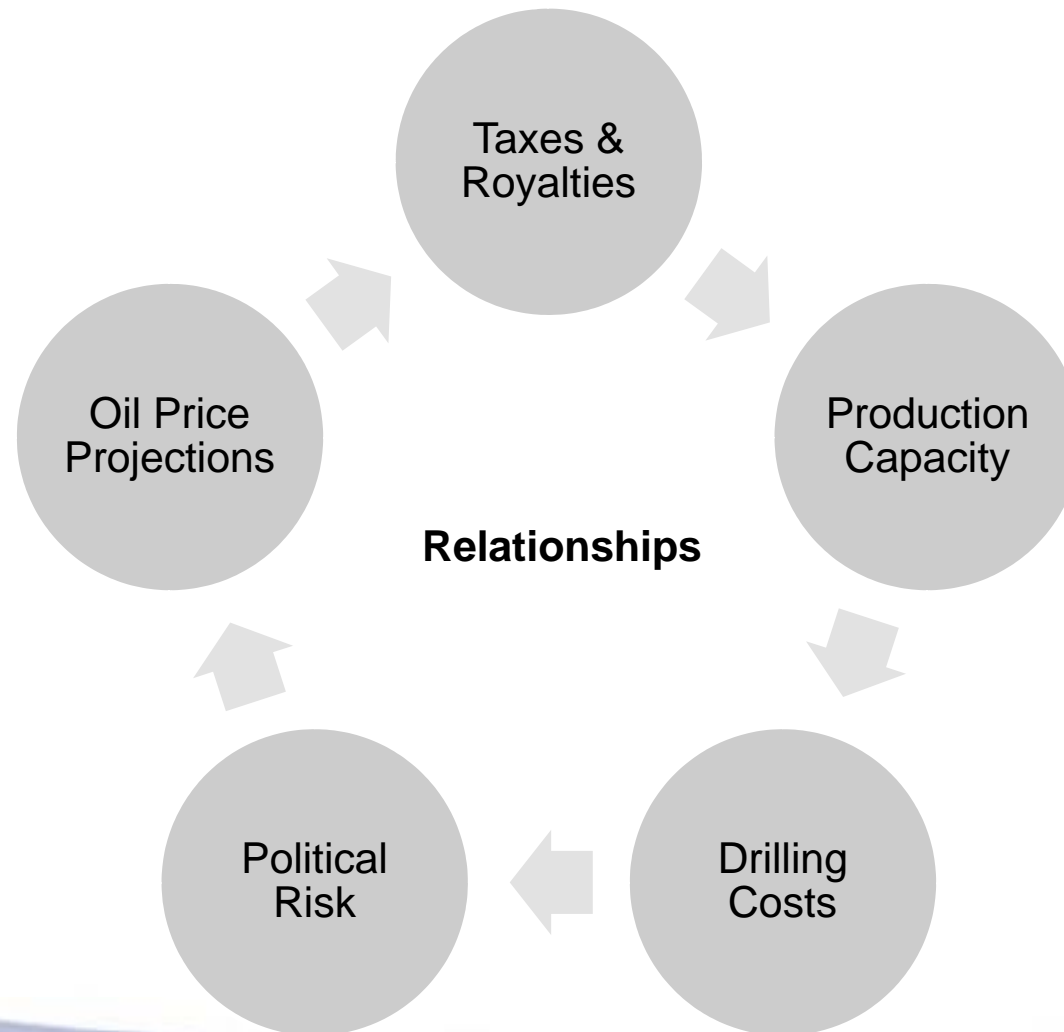 Taxes &
Royalties
Oil Price
Projections
Production
Capacity
Relationships
Political
Risk
Drilling
Costs